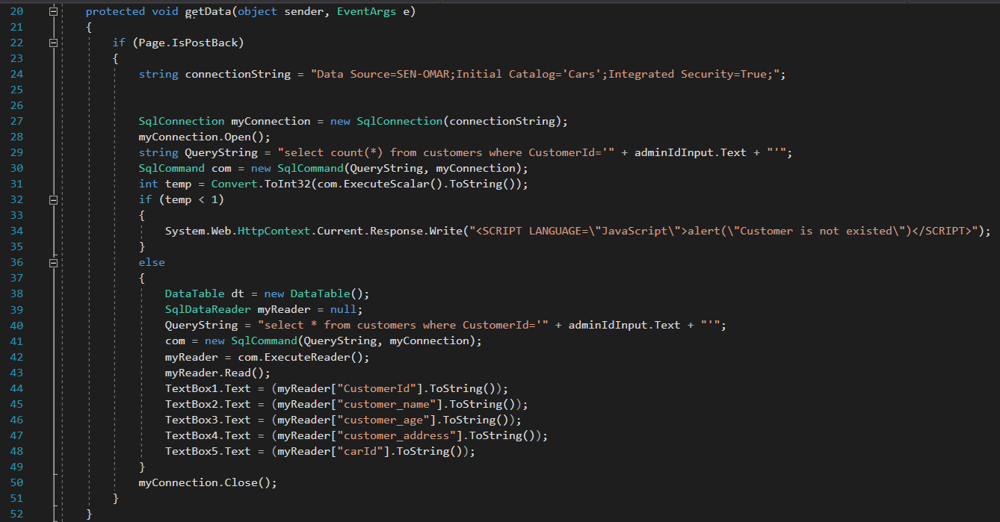 20 protected void getData(object sender, EventArgs e)
21 {
22 if (Page.IsPostBack)
23 {
24 string connectionString = "Data Source=SEN-OMAR;Initial Catalog='Cars';Integrated Security=True;";
25
26
27 SqlConnection myConnection = new SqlConnection(connectionString);
28 myConnection.Open();
29 string QueryString = "select count(*) from customers where CustomerId='" + adminIdInput.Text + "'";
30 SqlCommand com = new SqlCommand(QueryString, myConnection);
31 int temp = Convert.ToInt32(com.ExecuteScalar().ToString());
32 if (temp < 1)
33 {
34 System.Web.HttpContext.Current.Response.Write("<SCRIPT LANGUAGE=\"JavaScript\">alert(\"Customer is not existed\")</SCRIPT>");
35 }
36 else
37 {
38 DataTable dt = new DataTable();
39 SqlDataReader myReader = null;
40 QueryString = "select * from customers where CustomerId='" + adminIdInput.Text + "'";
41 com = new SqlCommand(QueryString, myConnection);
42 myReader = com.ExecuteReader();
43 myReader.Read();
44 TextBox1.Text = (myReader["CustomerId"].ToString());
45 TextBox2.Text = (myReader["customer_name"].ToString());
46 TextBox3.Text = (myReader["customer_age"].ToString());
47 TextBox4.Text = (myReader["customer_address"].ToString());
48 TextBox5.Text = (myReader["carId"].ToString());
49 }
50 myConnection.Close();
51 }
52 }